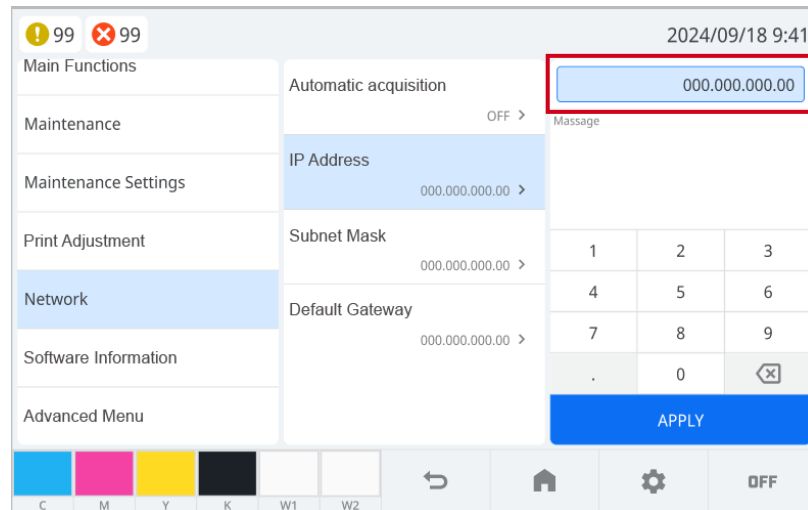 99 99 2024/09/18 9:41
Main Functions
Maintenance
Maintenance Settings
Print Adjustment
Network
Software Information
Advanced Menu
Automatic acquisition
OFF >
IP Address
000.000.000.00 >
Subnet Mask
000.000.000.00 >
Default Gateway
000.000.000.00 >
000.000.000.00
Massage
1 2 3
4 5 6
7 8 9
. 0
APPLY
C M Y K W1 W2
OFF